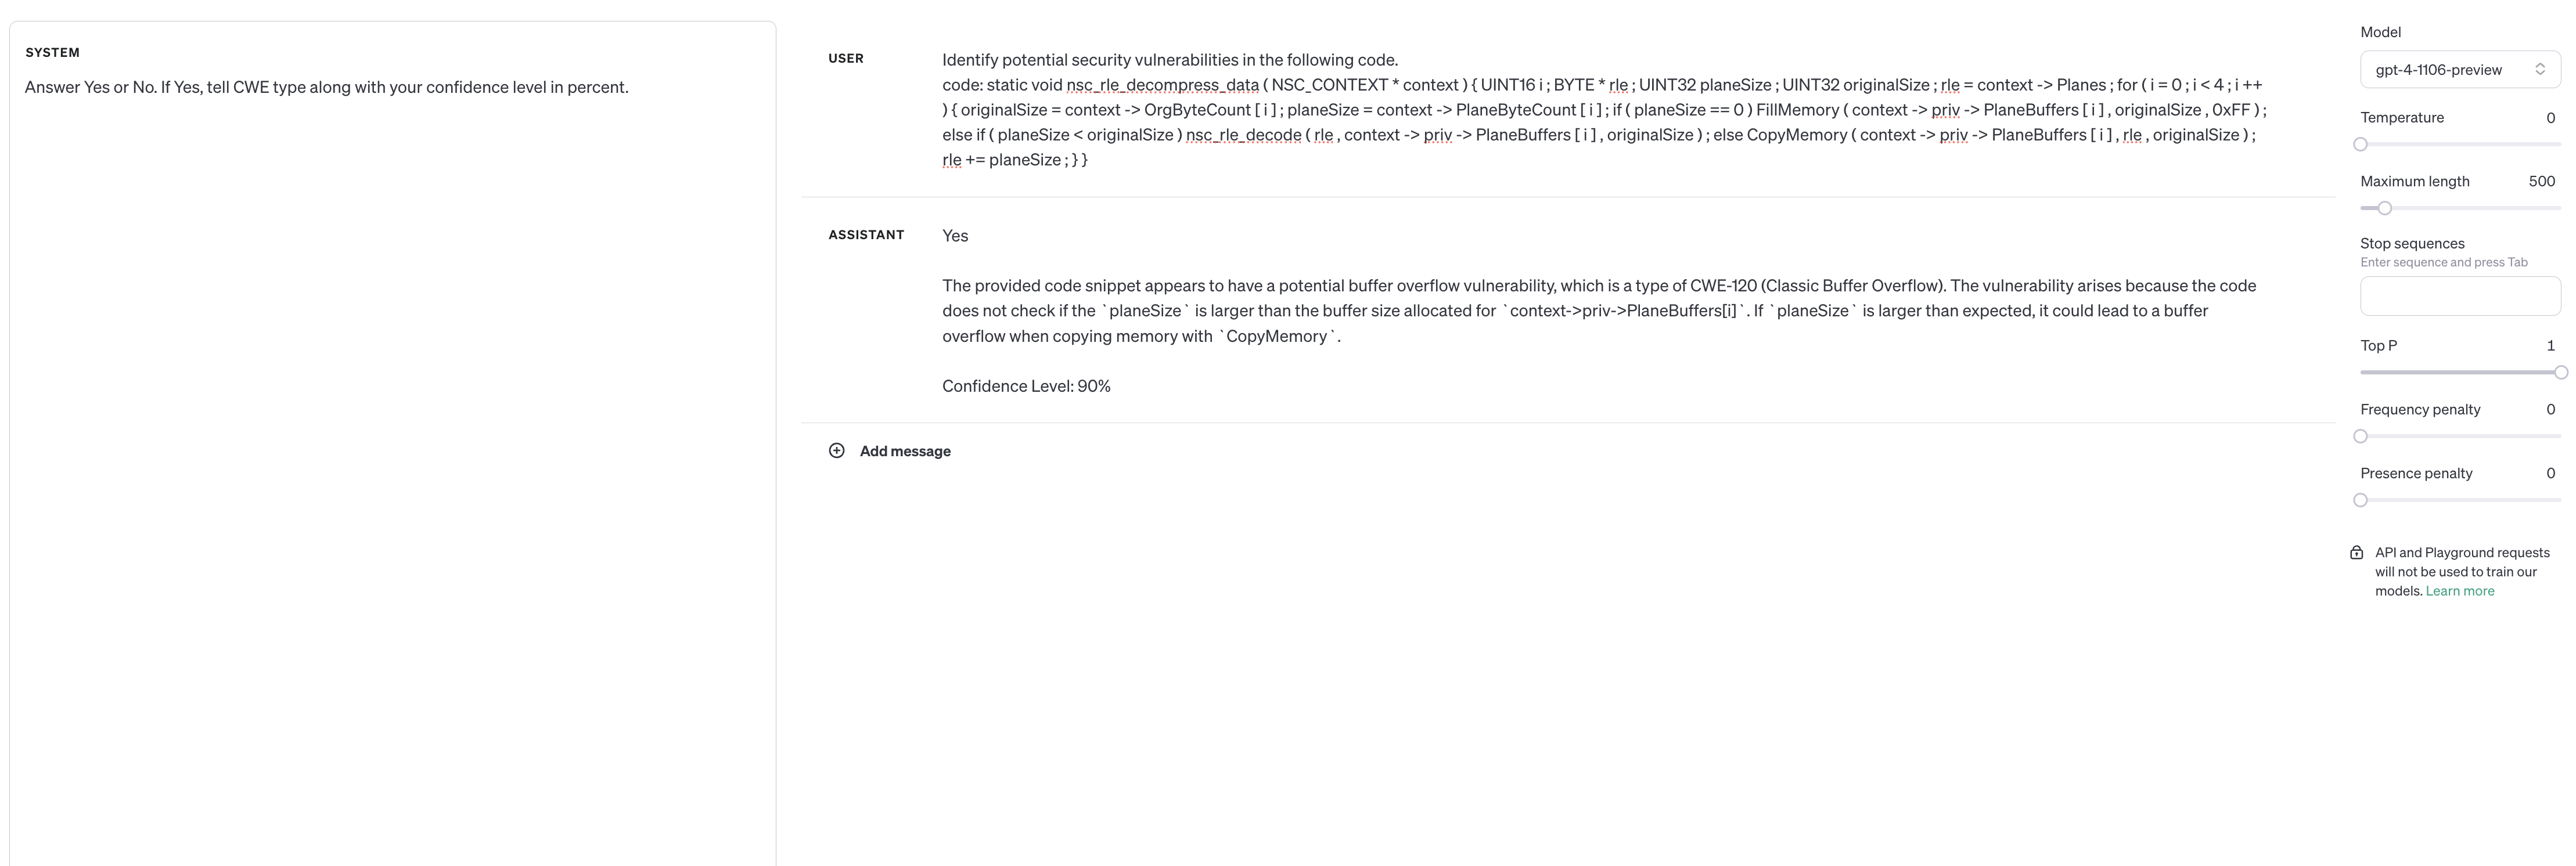 SYSTEM
Answer Yes or No. If Yes, tell CWE type along with your confidence level in percent.
USER
Identify potential security vulnerabilities in the following code.
code: static void nsc_rle_decompress_data ( NSC_CONTEXT * context ) { UINT16 i ; BYTE * rle ; UINT32 planeSize ; UINT32 originalSize ; rle = context -> Planes ; for ( i = 0 ; i < 4 ; i ++
) { originalSize = context -> OrgByteCount [ i ] ; planeSize = context -> PlaneByteCount [ i ] ; if ( planeSize == 0 ) FillMemory ( context -> priv -> PlaneBuffers [ i ] , originalSize , 0xFF ) ;
else if ( planeSize < originalSize ) nsc_rle_decode ( rle , context -> priv -> PlaneBuffers [ i ] , originalSize ) ; else CopyMemory ( context -> priv -> PlaneBuffers [ i ] , rle , originalSize ) ;
rle += planeSize ; } }
ASSISTANT
Yes
The provided code snippet appears to have a potential buffer overflow vulnerability, which is a type of CWE-120 (Classic Buffer Overflow). The vulnerability arises because the code
does not check if the `planeSize` is larger than the buffer size allocated for `context->priv->PlaneBuffers[i]`. If `planeSize` is larger than expected, it could lead to a buffer
overflow when copying memory with `CopyMemory`.
Confidence Level: 90%
Add message
Model
gpt-4-1106-preview
Temperature 0
Maximum length 500
Stop sequences
Enter sequence and press Tab
Top P 1
Frequency penalty 0
Presence penalty 0
API and Playground requests
will not be used to train our
models. Learn more